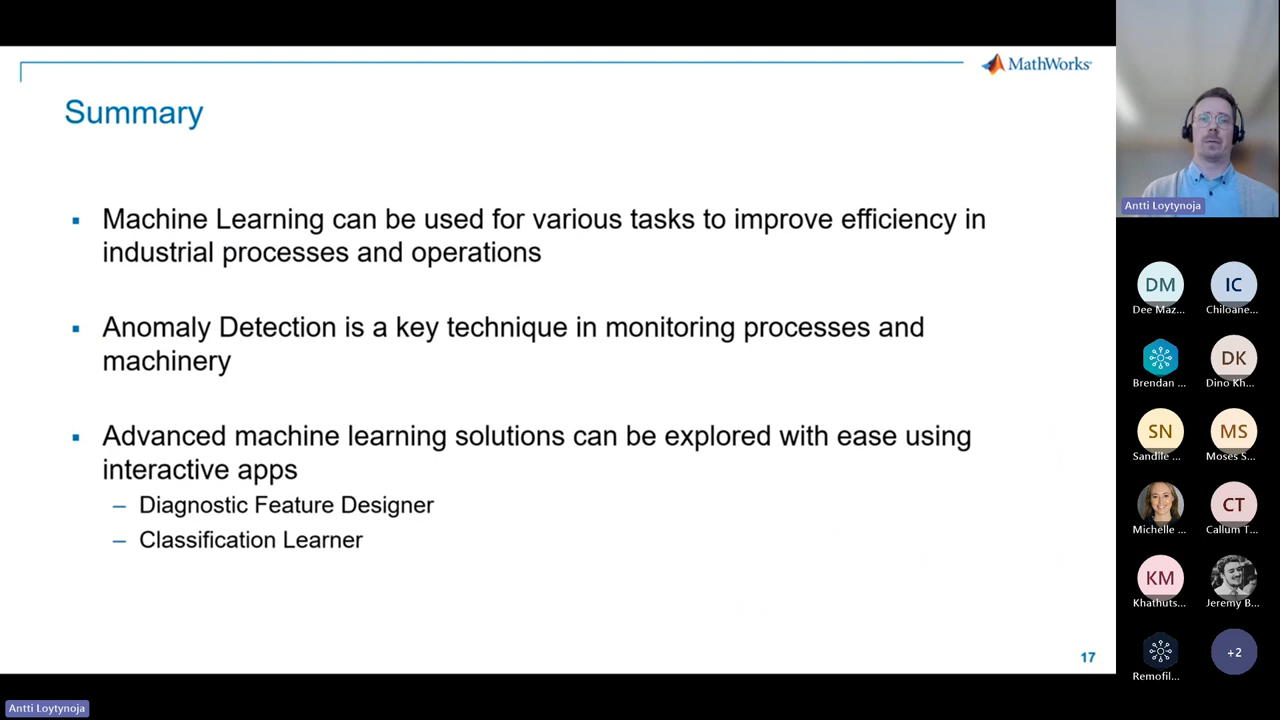 MathWorks
Summary
Machine Learning can be used for various tasks to improve efficiency in
industrial processes and operations
Anomaly Detection is a key technique in monitoring processes and
machinery
Advanced machine learning solutions can be explored with ease using
interactive apps
– Diagnostic Feature Designer
– Classification Learner
17
Antti Loytynoja
DM
IC
Dee Maz...
Chiloane...
DK
Brendan ...
Dino Kh...
SN
MS
Sandile ...
Moses S...
CT
Michelle ...
Callum T...
KM
Khathuts...
Jeremy B...
+2
Remofil...
Antti Loytynoja